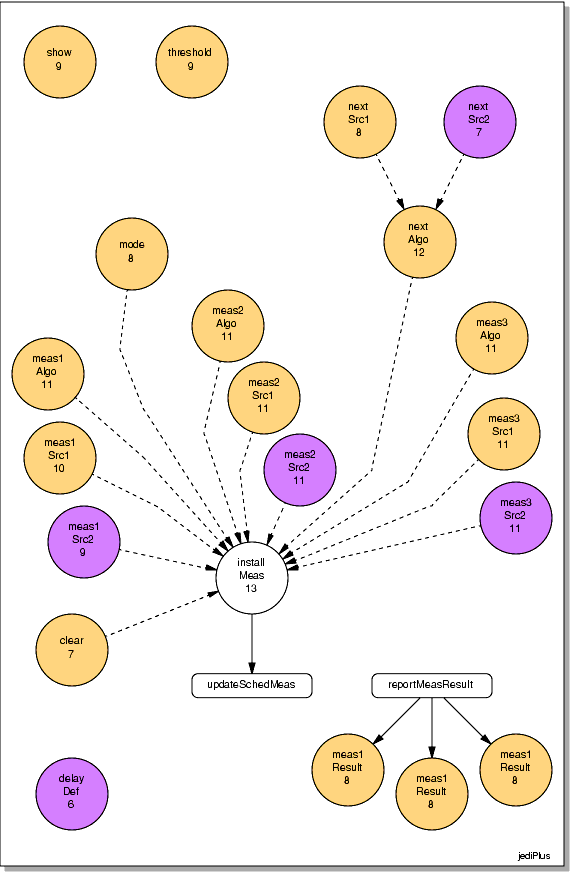 show
9
threshold
9
next
Src1
8
next
Src2
7
next
Algo
12
mode
8
meas2
Algo
11
meas3
Algo
11
meas1
Algo
11
meas2
Src1
11
meas3
Src1
11
meas1
Src1
10
meas2
Src2
11
meas3
Src2
11
meas1
Src2
9
install
Meas
13
clear
7
updateSchedMeas
reportMeasResult
meas1
Result
8
meas1
Result
8
meas1
Result
8
delay
Def
6
jediPlus